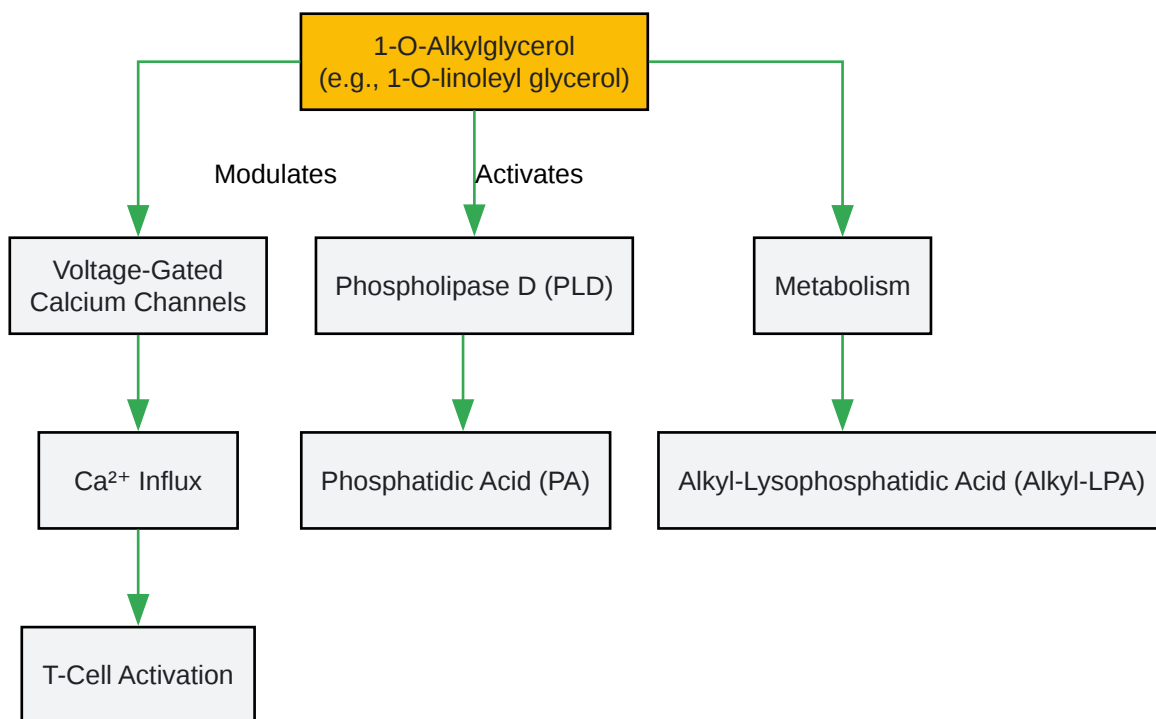 1-O-Alkylglycerol
(e.g., 1-O-linoleyl glycerol)
Modulates
Activates
Voltage-Gated
Calcium Channels
Phospholipase D (PLD)
Metabolism
Ca²⁺ Influx
Phosphatidic Acid (PA)
Alkyl-Lysophosphatidic Acid (Alkyl-LPA)
T-Cell Activation